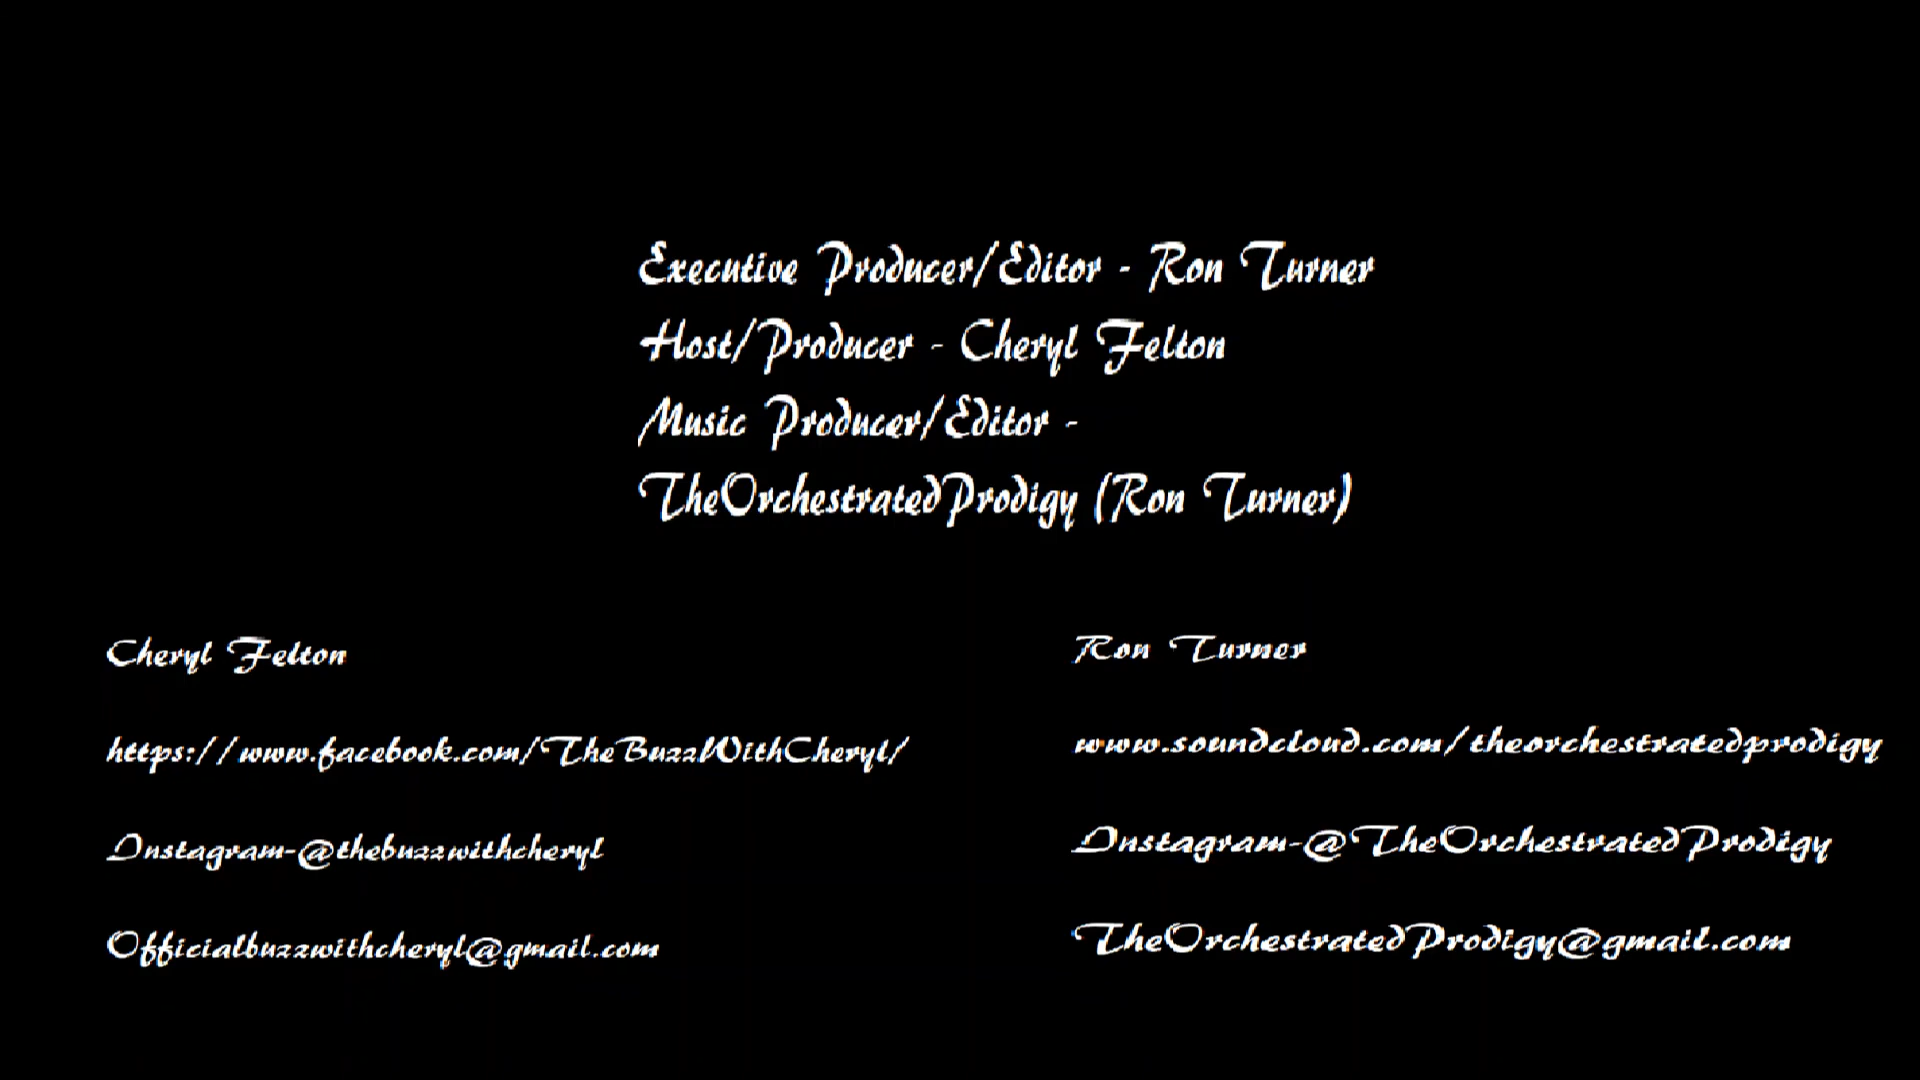 Executive Producer/Editor - Ron Turner
Host/Producer - Cheryl Felton
Music Producer/Editor -
TheOrchestratedProdigy (Ron Turner)
Cheryl Felton
https://www.facebook.com/TheBuzzWithCheryl/
Instagram-@thebuzzwithcheryl
Officialbuzzwithcheryl@gmail.com
Ron Turner
www.soundcloud.com/theorchestratedprodigy
Instagram-@TheOrchestratedProdigy
TheOrchestratedProdigy@gmail.com